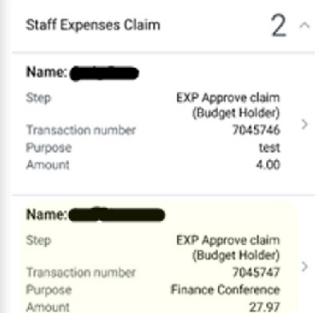 Staff Expenses Claim 2
Name:
Step EXP Approve claim
(Budget Holder)
Transaction number 7045746
Purpose test
Amount 4.00
Name:
Step EXP Approve claim
(Budget Holder)
Transaction number 7045747
Purpose Finance Conference
Amount 27.97